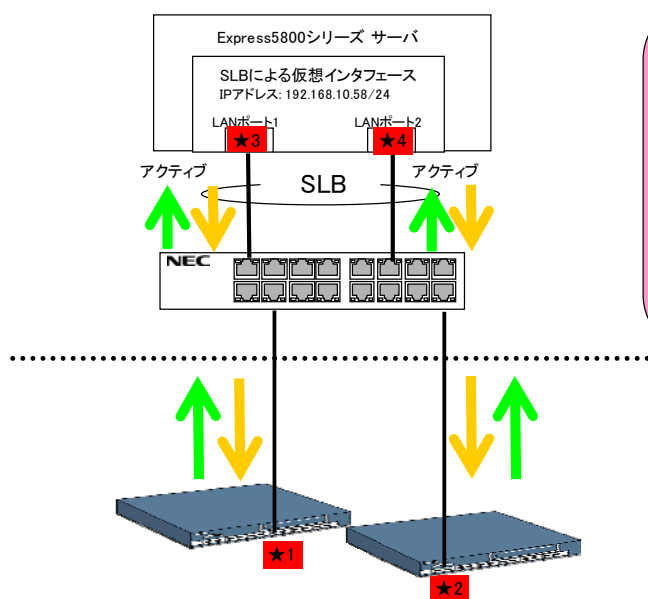 Express5800シリーズ サーバ
SLBによる仮想インタフェース
IPアドレス: 192.168.10.58/24
LANポート1
LANポート2
★3
★4
アクティブ
SLB
アクティブ
NEC
★1
★2